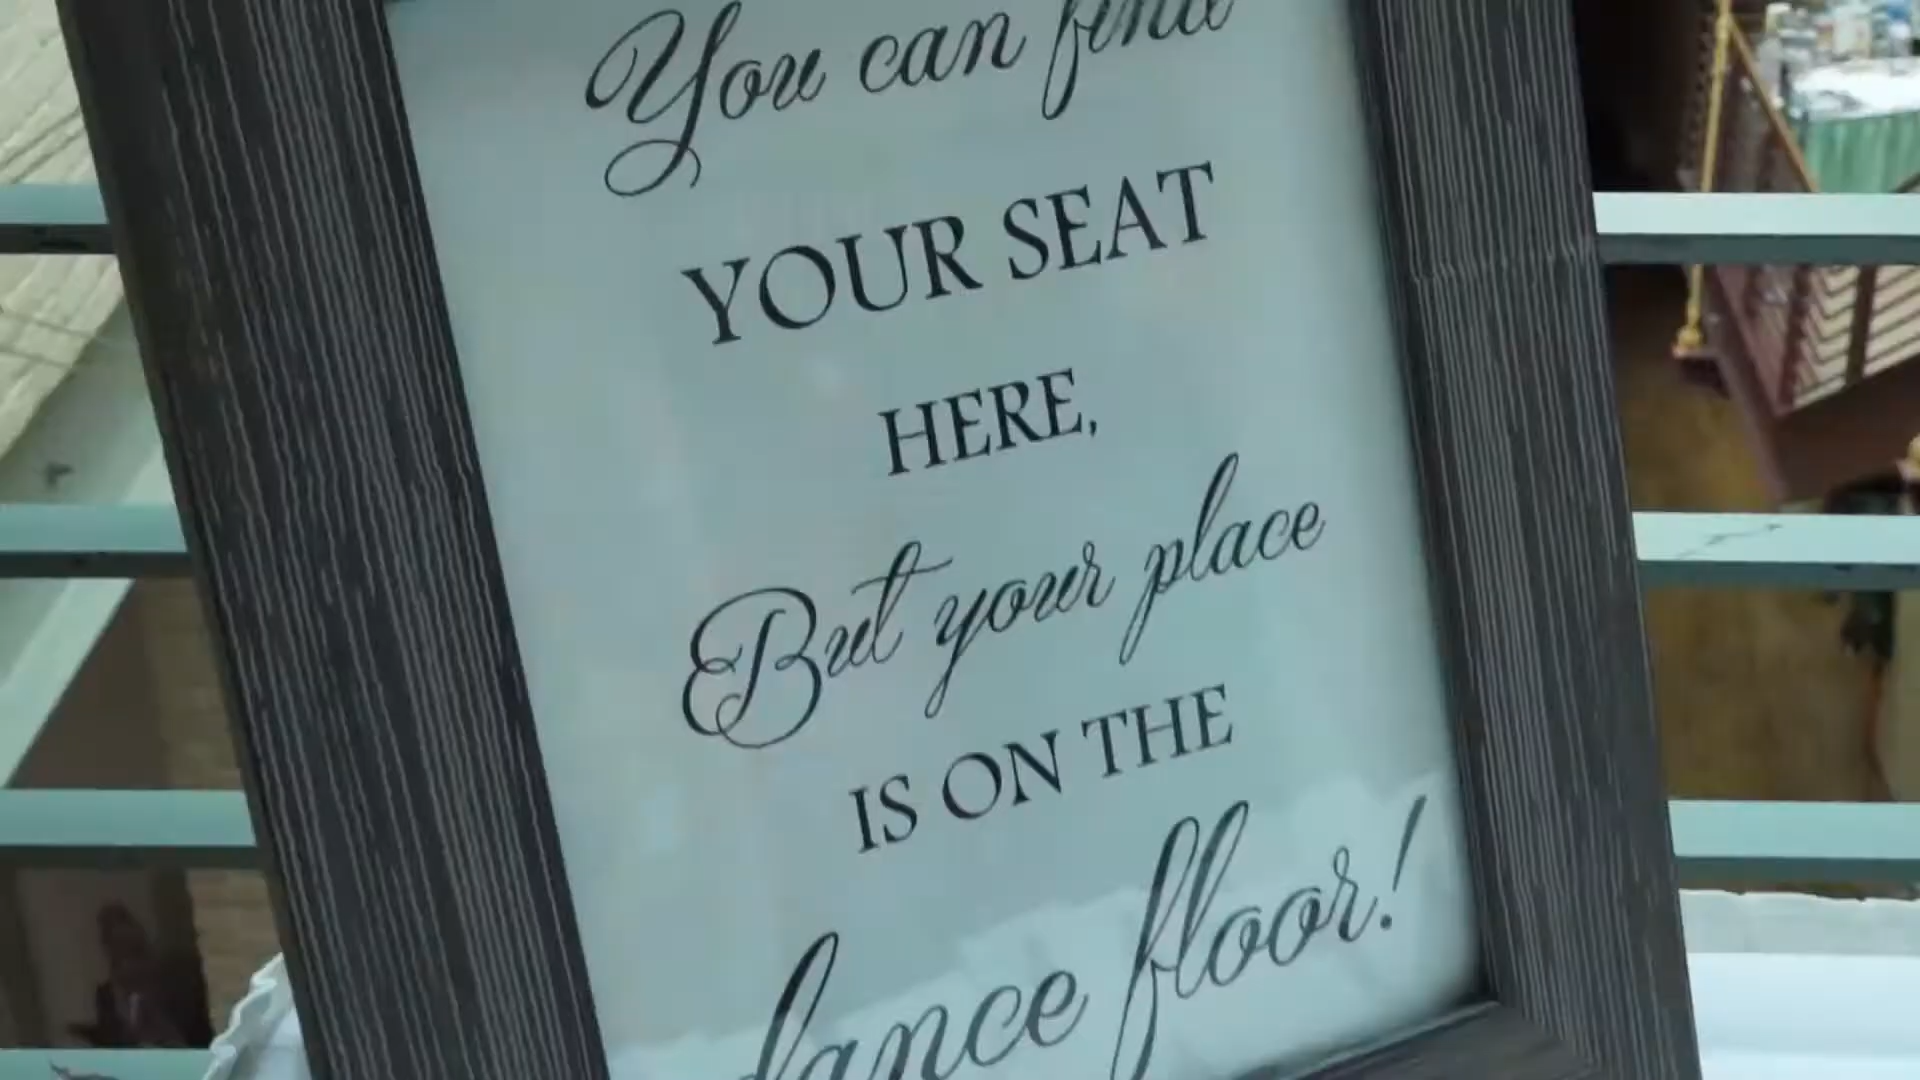 You can find
YOUR SEAT
HERE,
But your place
IS ON THE
dance floor!